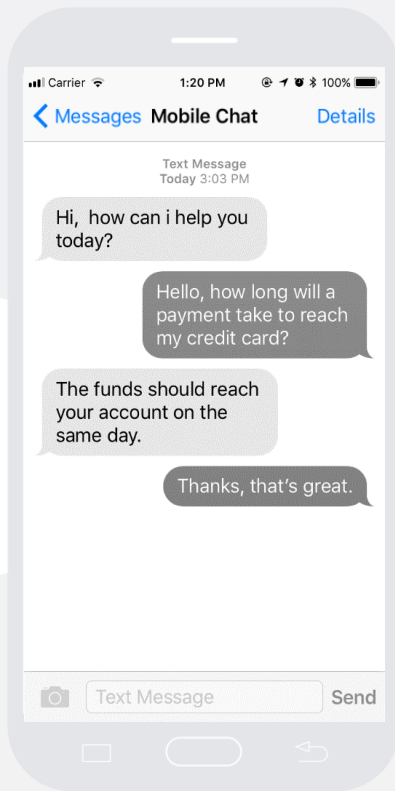 Carrier 1:20 PM 100%
Messages Mobile Chat Details
Text Message
Today 3:03 PM
Hi, how can i help you
today?
Hello, how long will a
payment take to reach
my credit card?
The funds should reach
your account on the
same day.
Thanks, that’s great.
Text Message Send